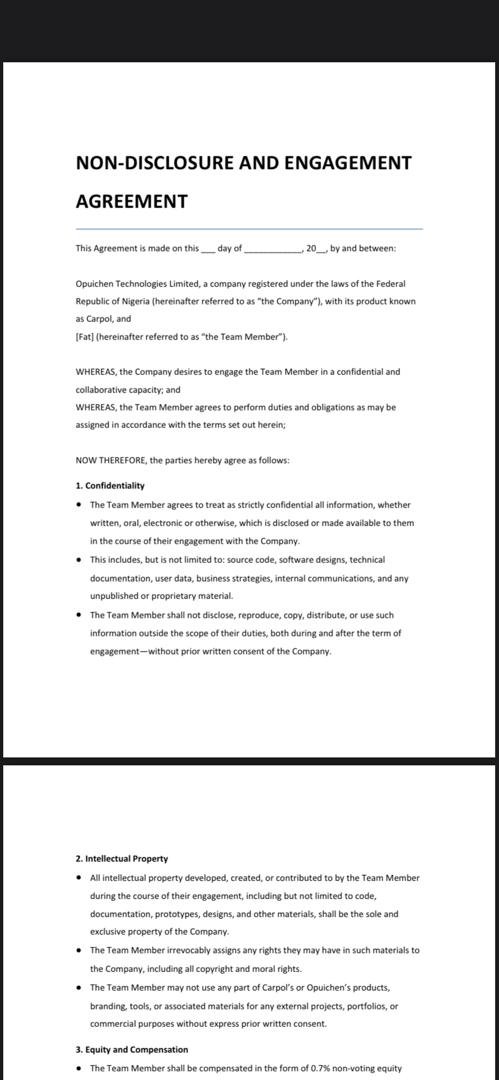 NON-DISCLOSURE AND ENGAGEMENT
AGREEMENT
This Agreement is made on this ___ day of ____________, 20__, by and between:
Opuichen Technologies Limited, a company registered under the laws of the Federal
Republic of Nigeria (hereinafter referred to as “the Company”), with its product known
as Carpol, and
[Fat] (hereinafter referred to as “the Team Member”).
WHEREAS, the Company desires to engage the Team Member in a confidential and
collaborative capacity; and
WHEREAS, the Team Member agrees to perform duties and obligations as may be
assigned in accordance with the terms set out herein;
NOW THEREFORE, the parties hereby agree as follows:
1. Confidentiality
● The Team Member agrees to treat as strictly confidential all information, whether
written, oral, electronic or otherwise, which is disclosed or made available to them
in the course of their engagement with the Company.
● This includes, but is not limited to: source code, software designs, technical
documentation, user data, business strategies, internal communications, and any
unpublished or proprietary material.
● The Team Member shall not disclose, reproduce, copy, distribute, or use such
information outside the scope of their duties, both during and after the term of
engagement—without prior written consent of the Company.
2. Intellectual Property
● All intellectual property developed, created, or contributed to by the Team Member
during the course of their engagement, including but not limited to code,
documentation, prototypes, designs, and other materials, shall be the sole and
exclusive property of the Company.
● The Team Member irrevocably assigns any rights they may have in such materials to
the Company, including all copyright and moral rights.
● The Team Member may not use any part of Carpol’s or Opuichen’s products,
branding, tools, or associated materials for any external projects, portfolios, or
commercial purposes without express prior written consent.
3. Equity and Compensation
● The Team Member shall be compensated in the form of 0.7% non-voting equity